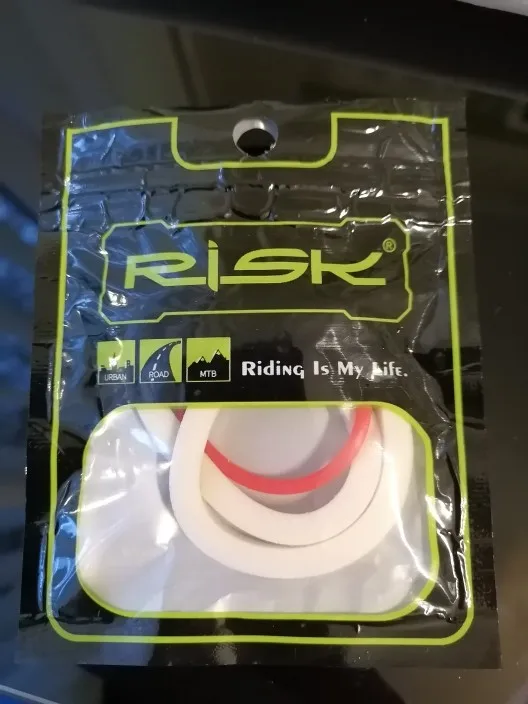 RiSK®
URBAN
ROAD
MTB
Riding Is My Life.